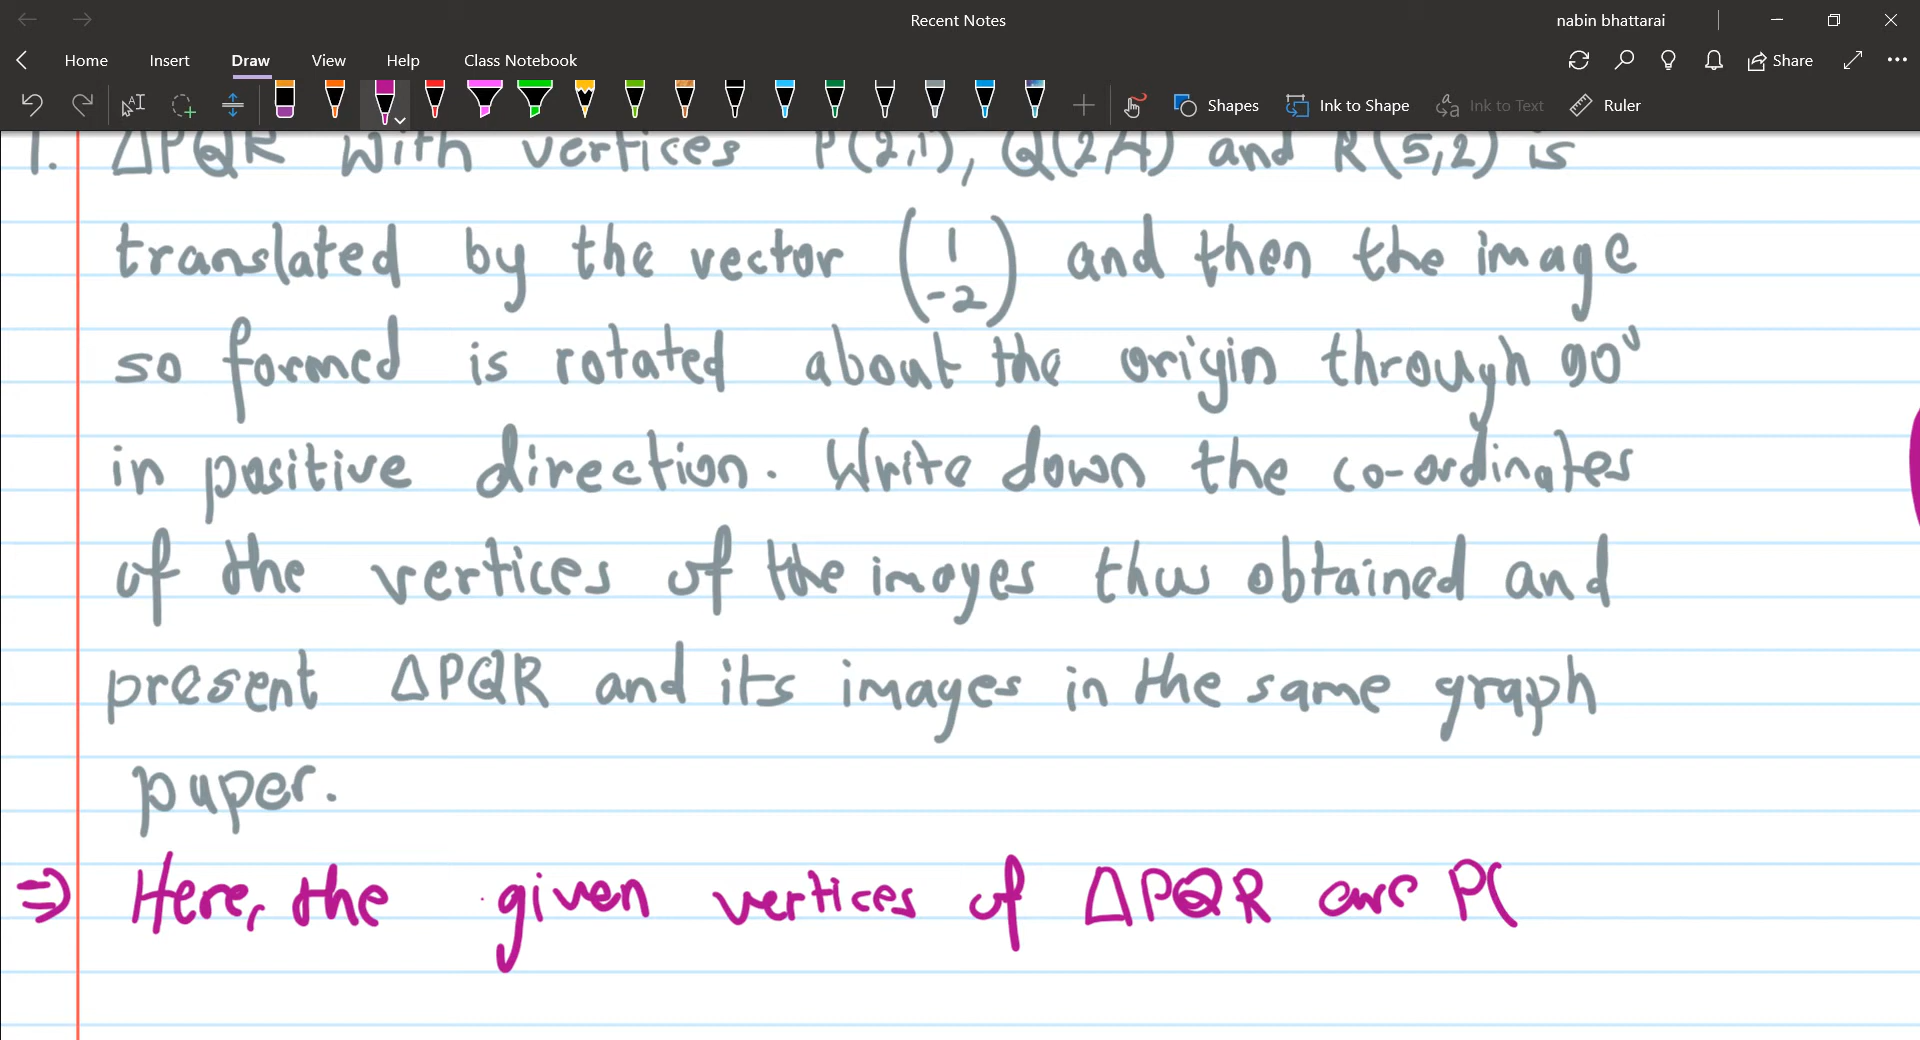 Recent Notes
nabin bhattarai
Home Insert Draw View Help Class Notebook
Share
Shapes Ink to Shape Ink to Text Ruler
1. ΔPQR with vertices P(2,1), Q(2,4) and R(5,2) is
translated by the vector (1
-2) and then the image
so formed is rotated about the origin through 90°
in positive direction. Write down the co-ordinates
of the vertices of the images thus obtained and
present ΔPQR and its images in the same graph
paper.
⇒ Here, the given vertices of ΔPQR are P(